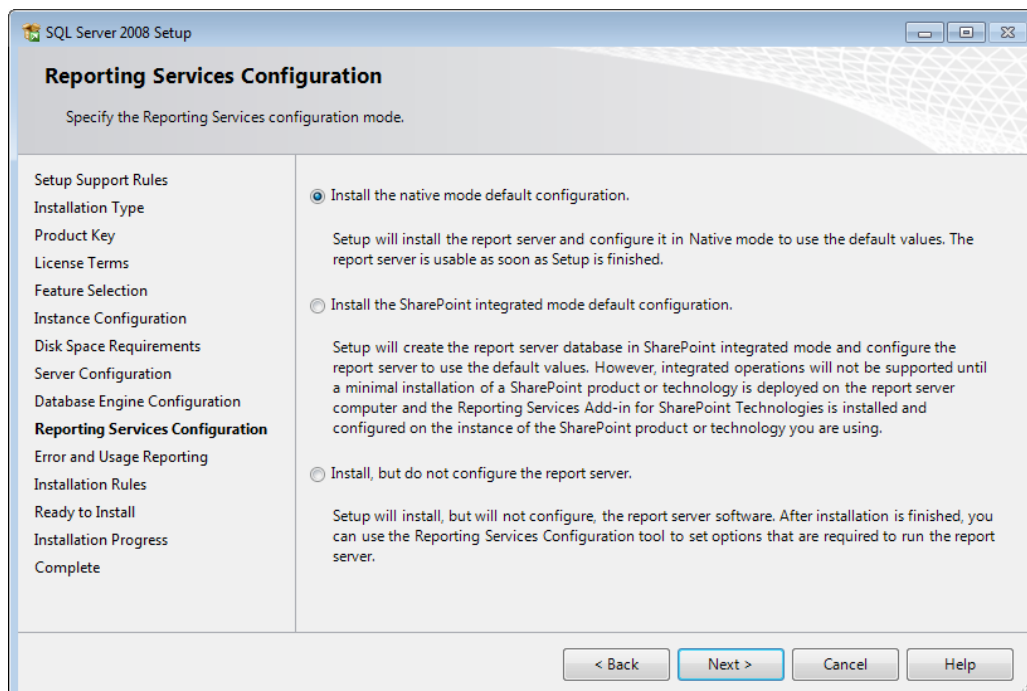 SQL Server 2008 Setup
Reporting Services Configuration
Specify the Reporting Services configuration mode.
Setup Support Rules
Installation Type
Product Key
License Terms
Feature Selection
Instance Configuration
Disk Space Requirements
Server Configuration
Database Engine Configuration
Reporting Services Configuration
Error and Usage Reporting
Installation Rules
Ready to Install
Installation Progress
Complete
Install the native mode default configuration.
Setup will install the report server and configure it in Native mode to use the default values. The
report server is usable as soon as Setup is finished.
Install the SharePoint integrated mode default configuration.
Setup will create the report server database in SharePoint integrated mode and configure the
report server to use the default values. However, integrated operations will not be supported until
a minimal installation of a SharePoint product or technology is deployed on the report server
computer and the Reporting Services Add-in for SharePoint Technologies is installed and
configured on the instance of the SharePoint product or technology you are using.
Install, but do not configure the report server.
Setup will install, but will not configure, the report server software. After installation is finished, you
can use the Reporting Services Configuration tool to set options that are required to run the report
server.
< Back
Next >
Cancel
Help